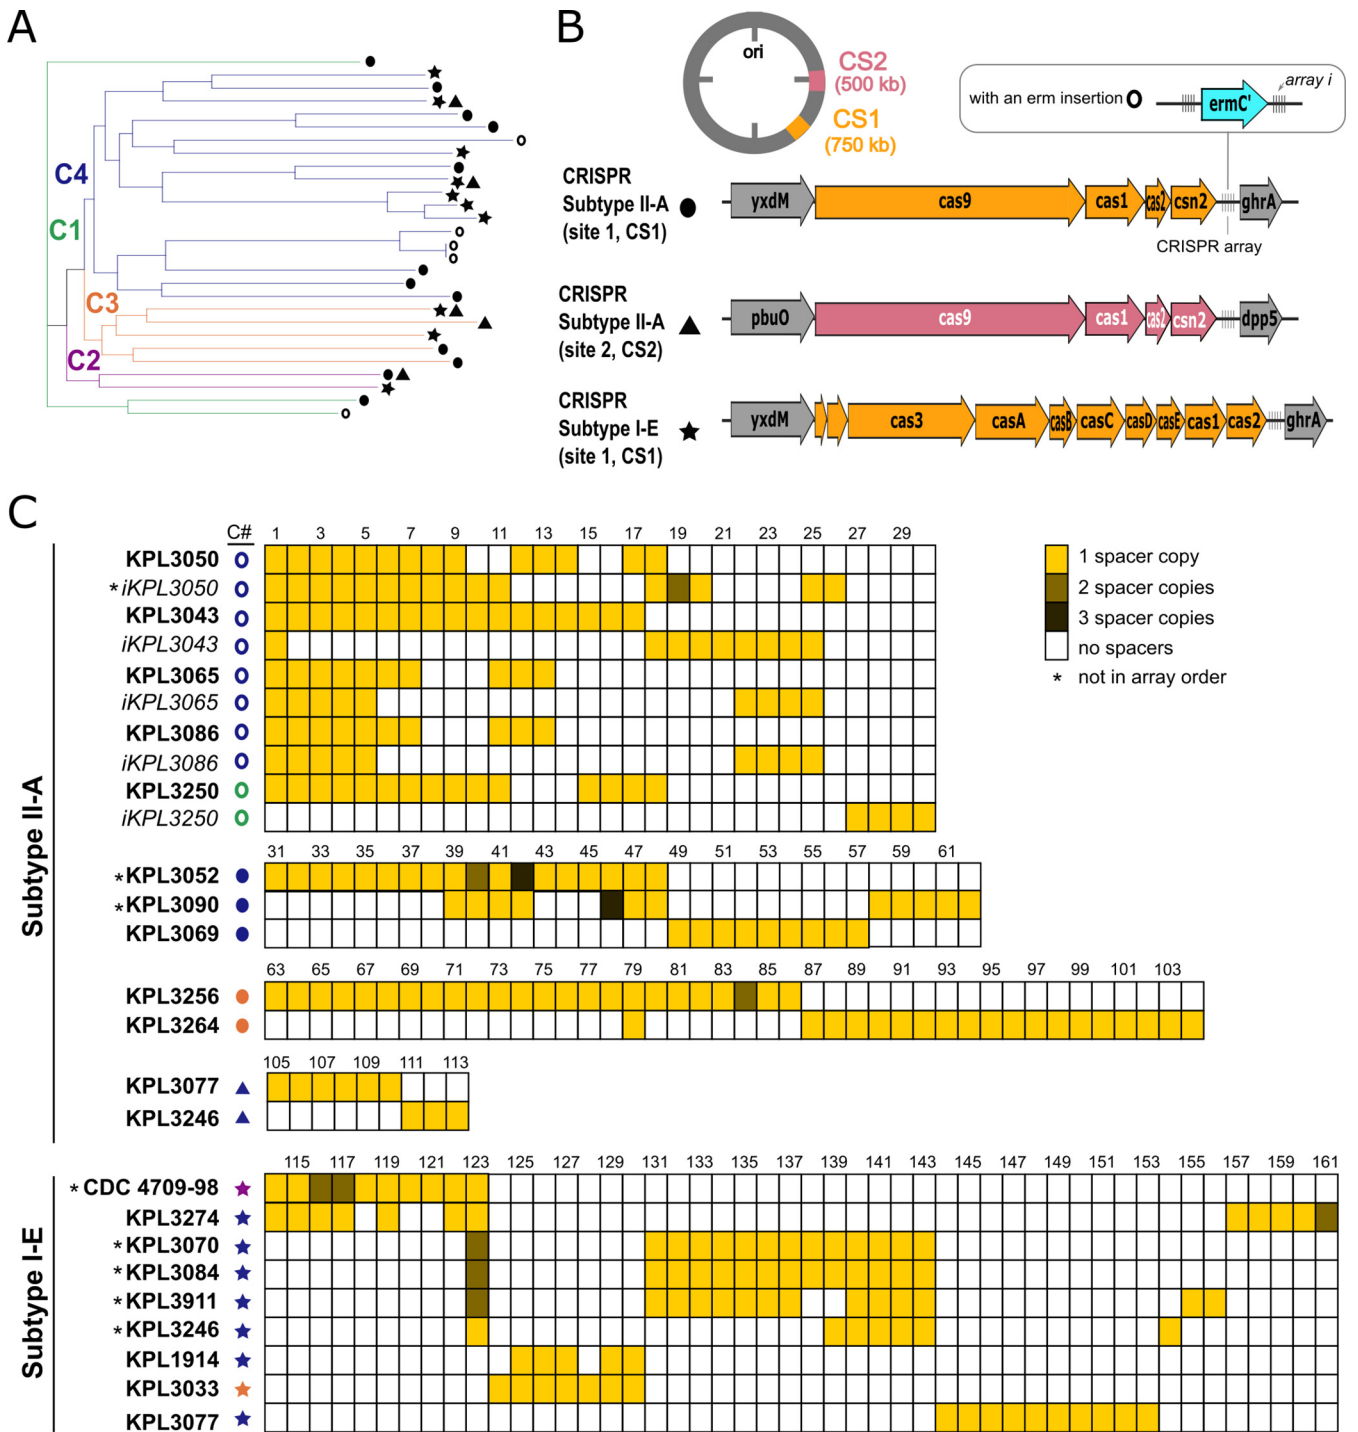 A
C4
C1
C3
C2
B
ori
CS2
(500 kb)
CS1
(750 kb)
with an erm insertion
ermC'
array i
CRISPR
Subtype II-A
(site 1, CS1)
yxdM cas9 cas1 cas2 csn2 ghrA
CRISPR array
CRISPR
Subtype II-A
(site 2, CS2)
pbuO cas9 cas1 cas2 csn2 dpp5
CRISPR
Subtype I-E
(site 1, CS1)
yxdM cas3 casA casB casC casD casE cas1 cas2 ghrA
C
C# 1 3 5 7 9 11 13 15 17 19 21 23 25 27 29
Subtype II-A
KPL3050
* iKPL3050
KPL3043
iKPL3043
KPL3065
iKPL3065
KPL3086
iKPL3086
KPL3250
iKPL3250
1 spacer copy
2 spacer copies
3 spacer copies
no spacers
* not in array order
31 33 35 37 39 41 43 45 47 49 51 53 55 57 59 61
*KPL3052
*KPL3090
KPL3069
63 65 67 69 71 73 75 77 79 81 83 85 87 89 91 93 95 97 99 101 103
KPL3256
KPL3264
105 107 109 111 113
KPL3077
KPL3246
Subtype I-E
115 117 119 121 123 125 127 129 131 133 135 137 139 141 143 145 147 149 151 153 155 157 159 161
* CDC 4709-98
KPL3274
*KPL3070
*KPL3084
*KPL3911
*KPL3246
KPL1914
KPL3033
KPL3077